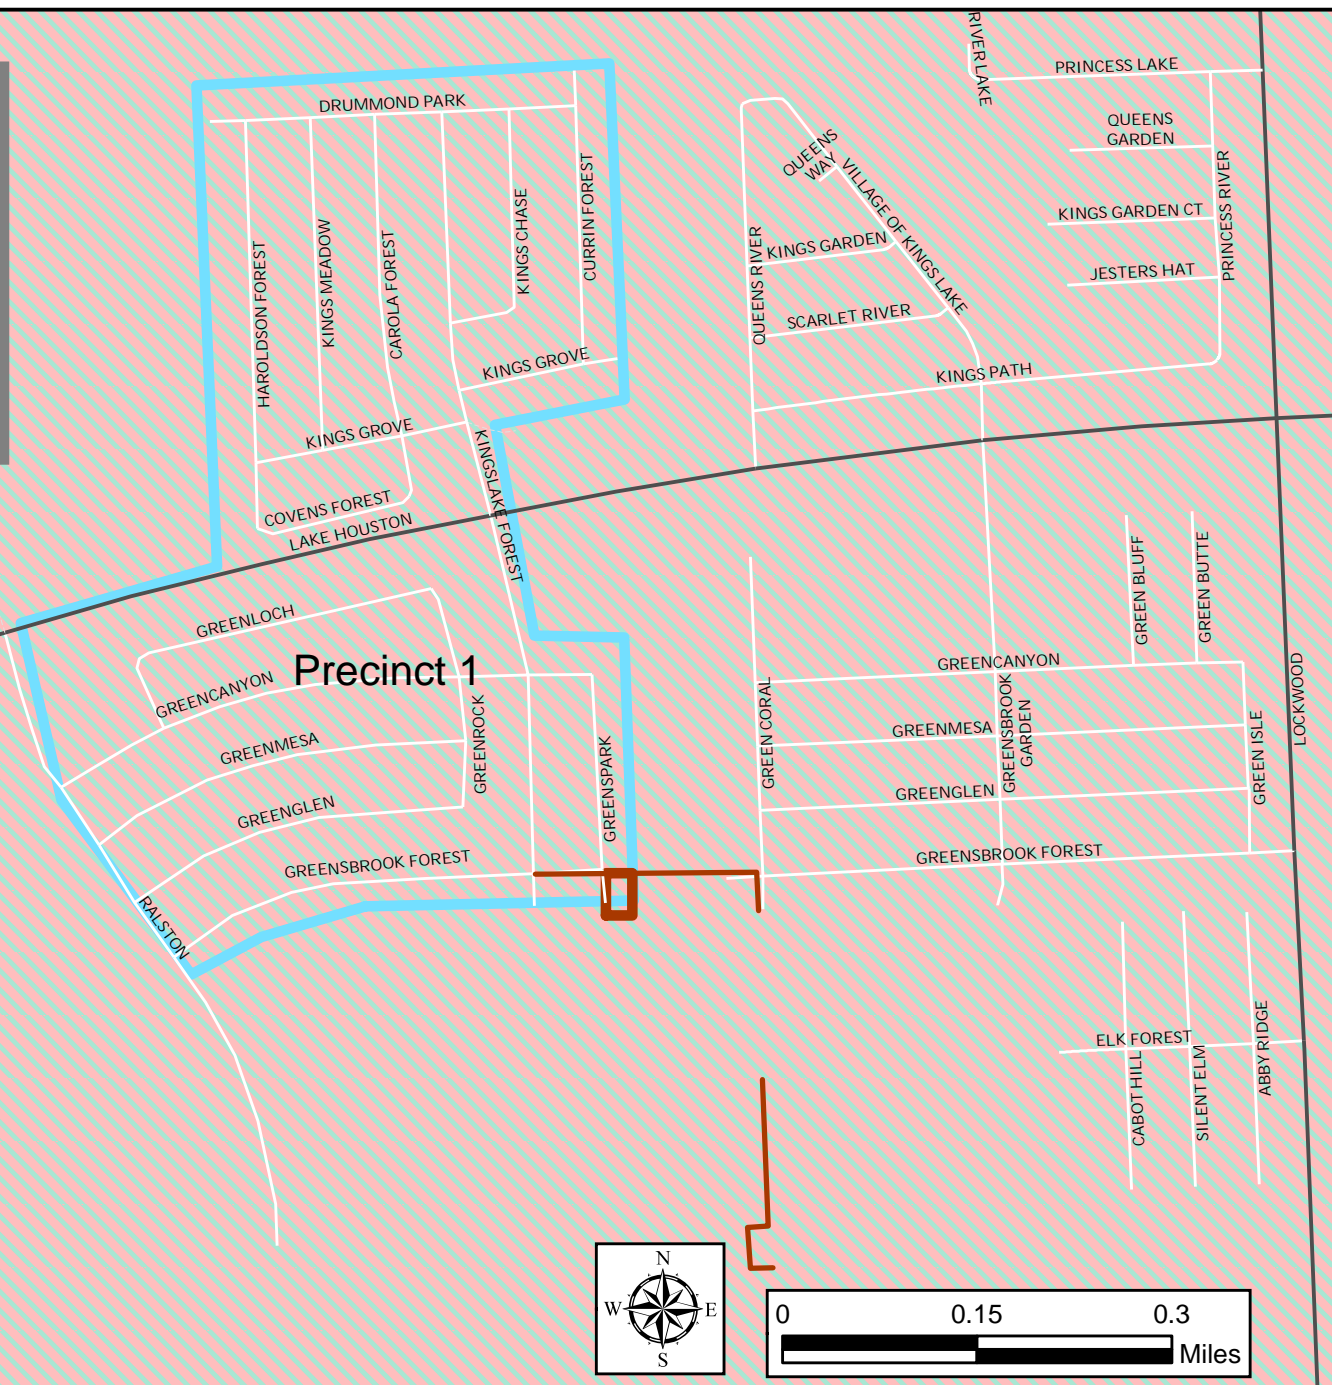 RIVER LAKE
PRINCESS LAKE
DRUMMOND PARK
QUEENS
GARDEN
QUEENS
WAY
VILLAGE OF KINGS LAKE
PRINCESS RIVER
KINGS CHASE
CURRIN FOREST
KINGS GARDEN CT
HAROLDSON FOREST
KINGS MEADOW
CAROLA FOREST
QUEENS RIVER
KINGS GARDEN
JESTERS HAT
SCARLET RIVER
KINGS GROVE
KINGS PATH
KINGS GROVE
KINGSLAKE FOREST
COVENS FOREST
LAKE HOUSTON
GREEN BLUFF
GREEN BUTTE
GREENLOCH
Precinct 1
GREENCANYON
GREENCANYON
LOCKWOOD
GREENROCK
GREEN CORAL
GREENSBROOK
GARDEN
GREENMESA
GREENMESA
GREEN ISLE
GREENSPARK
GREENGLEN
GREENGLEN
GREENSBROOK FOREST
GREENSBROOK FOREST
RALSTON
ELK FOREST
CABOT HILL
SILENT ELM
ABBY RIDGE
N
W E
S
0 0.15 0.3
Miles